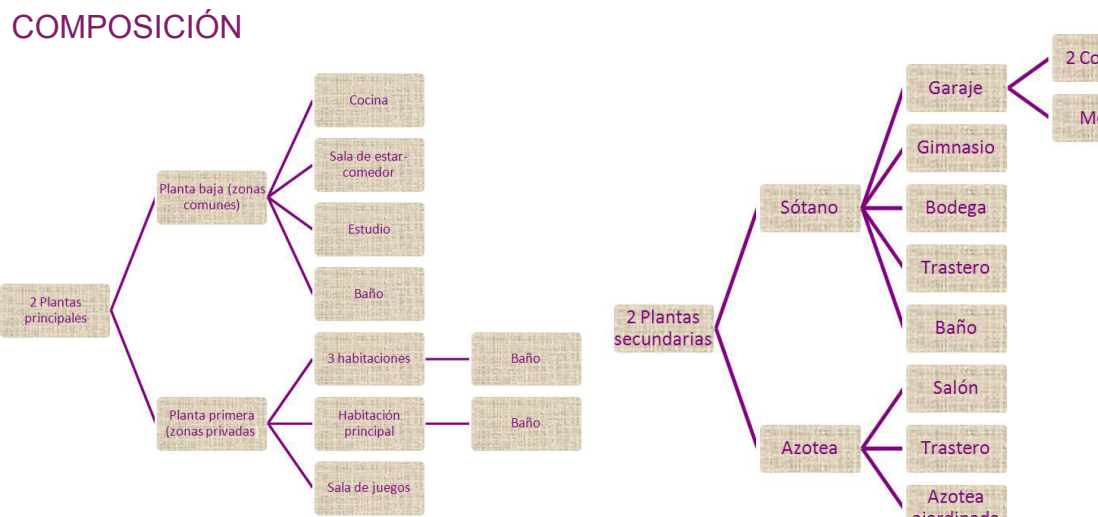 COMPOSICIÓN
2 Plantas
principales
Planta baja (zonas
comunes)
Cocina
Sala de estar-
comedor
Estudio
Baño
Planta primera
(zonas privadas
3 habitaciones
Baño
Habitación
principal
Baño
Sala de juegos
2 Plantas
secundarias
Sótano
Garaje
2
Gimnasio
Bodega
Trastero
Baño
Azotea
Salón
Trastero
Azotea